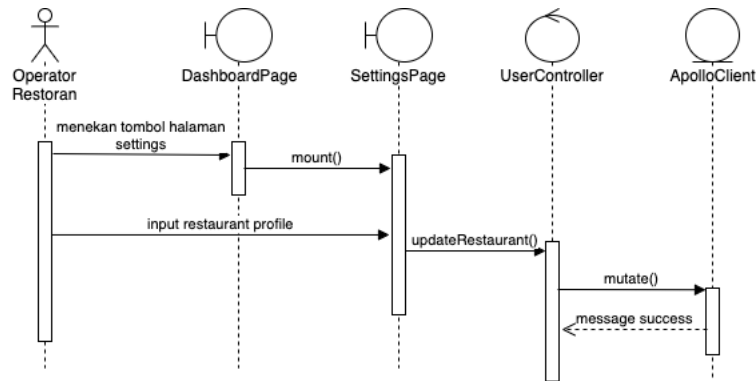 Operator
Restoran
DashboardPage
SettingsPage
UserController
ApolloClient
menekan tombol halaman
settings
mount()
input restaurant profile
updateRestaurant()
mutate()
message success